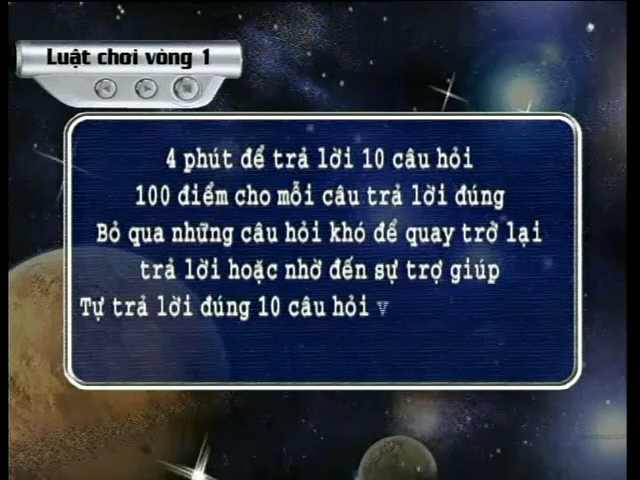 Luật chơi vòng 1
4 phút để trả lời 10 câu hỏi
100 điểm cho mỗi câu trả lời đúng
Bỏ qua những câu hỏi khó để quay trở lại
trả lời hoặc nhờ đến sự trợ giúp
Tự trả lời đúng 10 câu hỏi v